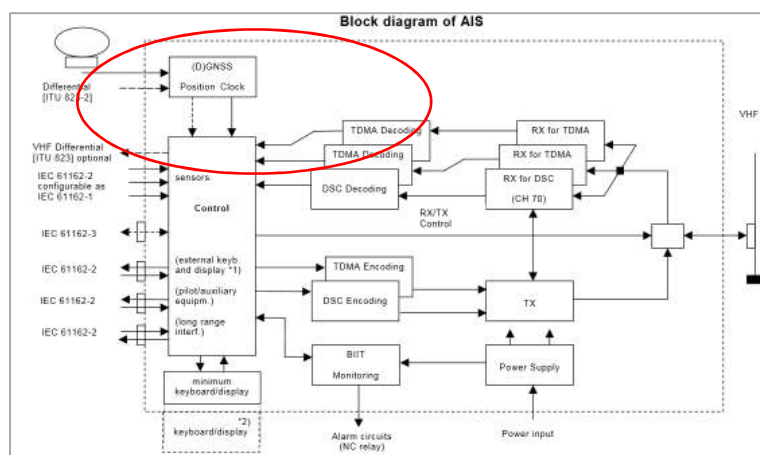 Block diagram of AIS
(D)GNSS
Position Clock
Differential
[ITU 823-2]
VHF
TDMA Decoding
RX for TDMA
VHF Differential
[ITU 823] optional
TDMA Decoding
RX for TDMA
IEC 61162-2
configurable as
IEC 61162-1
sensors
DSC Decoding
RX for DSC
(CH 70)
Control
RX/TX
Control
IEC 61162-3
(external keyb.
and display *1)
IEC 61162-2
TDMA Encoding
(pilot/auxiliary
equipm.)
IEC 61162-2
DSC Encoding
TX
(long range
interf.)
IEC 61162-2
BIIT
Monitoring
Power Supply
minimum
keyboard/display
*2)
keyboard/display
Alarm circuits
(NC relay)
Power input